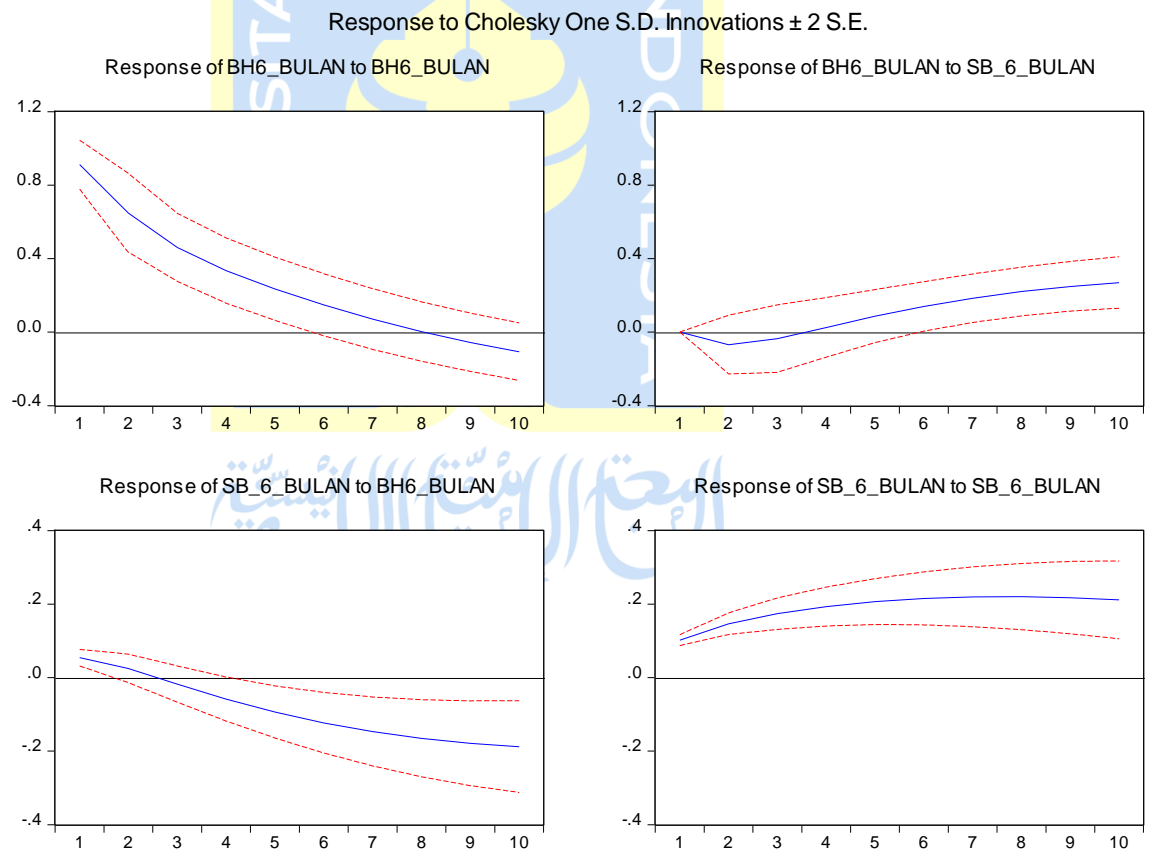 Response to Cholesky One S.D. Innovations ± 2 S.E.
Response of BH6_BULAN to BH6_BULAN
1.2
0.8
0.4
0.0
-0.4
1 2 3 4 5 6 7 8 9 10
Response of BH6_BULAN to SB_6_BULAN
1.2
0.8
0.4
0.0
-0.4
1 2 3 4 5 6 7 8 9 10
Response of SB_6_BULAN to BH6_BULAN
.4
.2
.0
-.2
-.4
1 2 3 4 5 6 7 8 9 10
Response of SB_6_BULAN to SB_6_BULAN
.4
.2
.0
-.2
-.4
1 2 3 4 5 6 7 8 9 10
NDONESIA